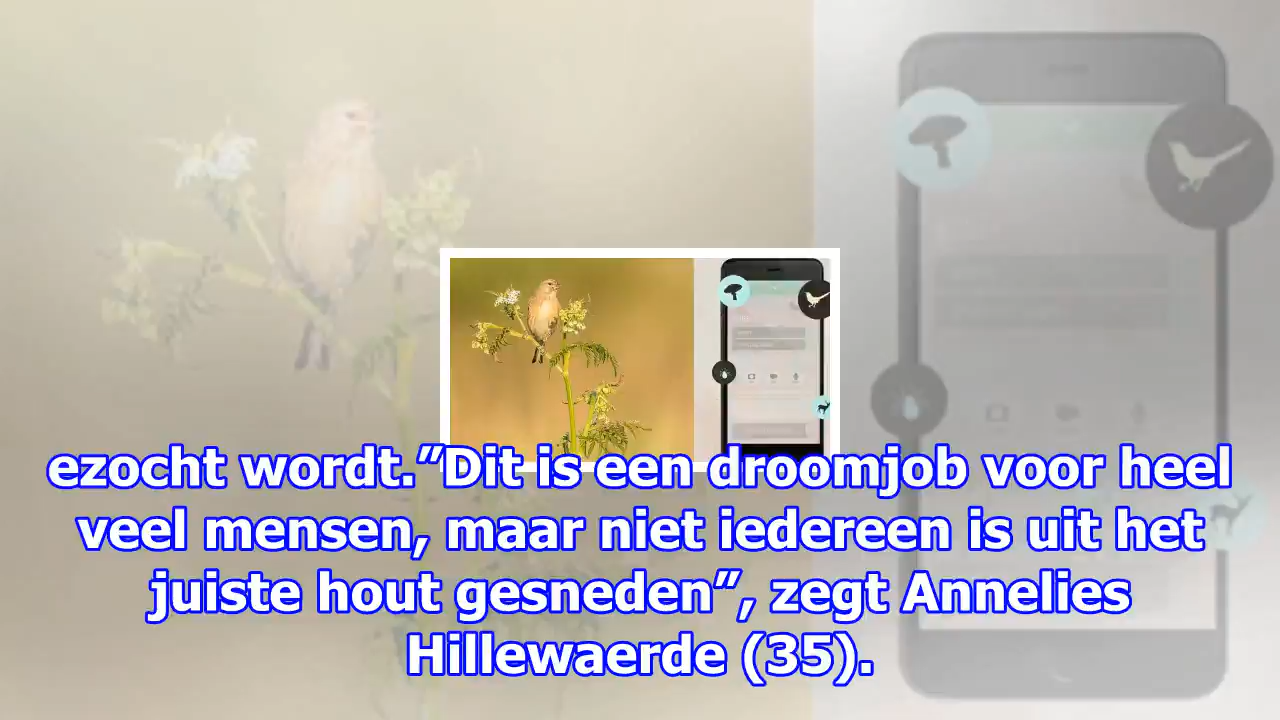 ezocht wordt.”Dit is een droomjob voor heel
veel mensen, maar niet iedereen is uit het
juiste hout gesneden”, zegt Annelies
Hillewaerde (35).